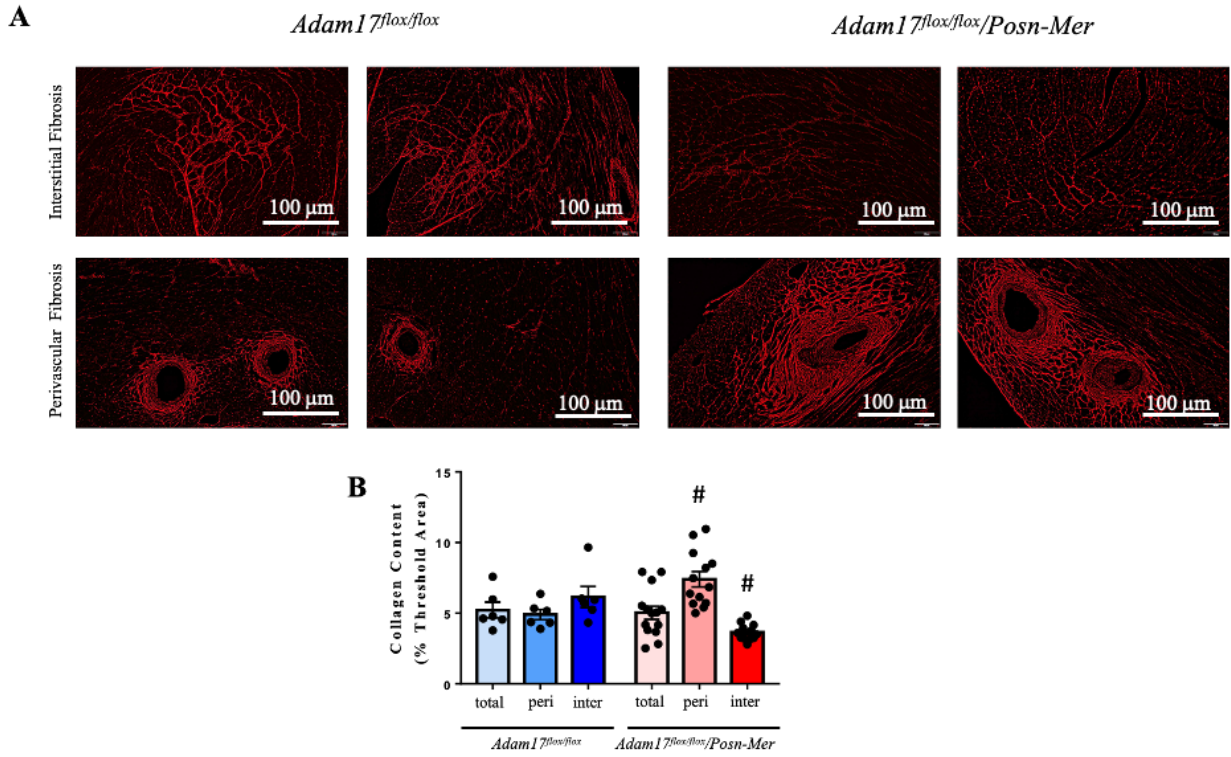 A
Adam17flox/flox
Adam17flox/flox/Posn-Mer
Interstitial Fibrosis
100 μm
100 μm
100 μm
100 μm
Perivascular Fibrosis
100 μm
100 μm
100 μm
100 μm
B
Collagen Content
(% Threshold Area)
15
10
5
0
#
#
total peri inter total peri inter
Adam17flox/flox Adam17flox/flox/Posn-Mer